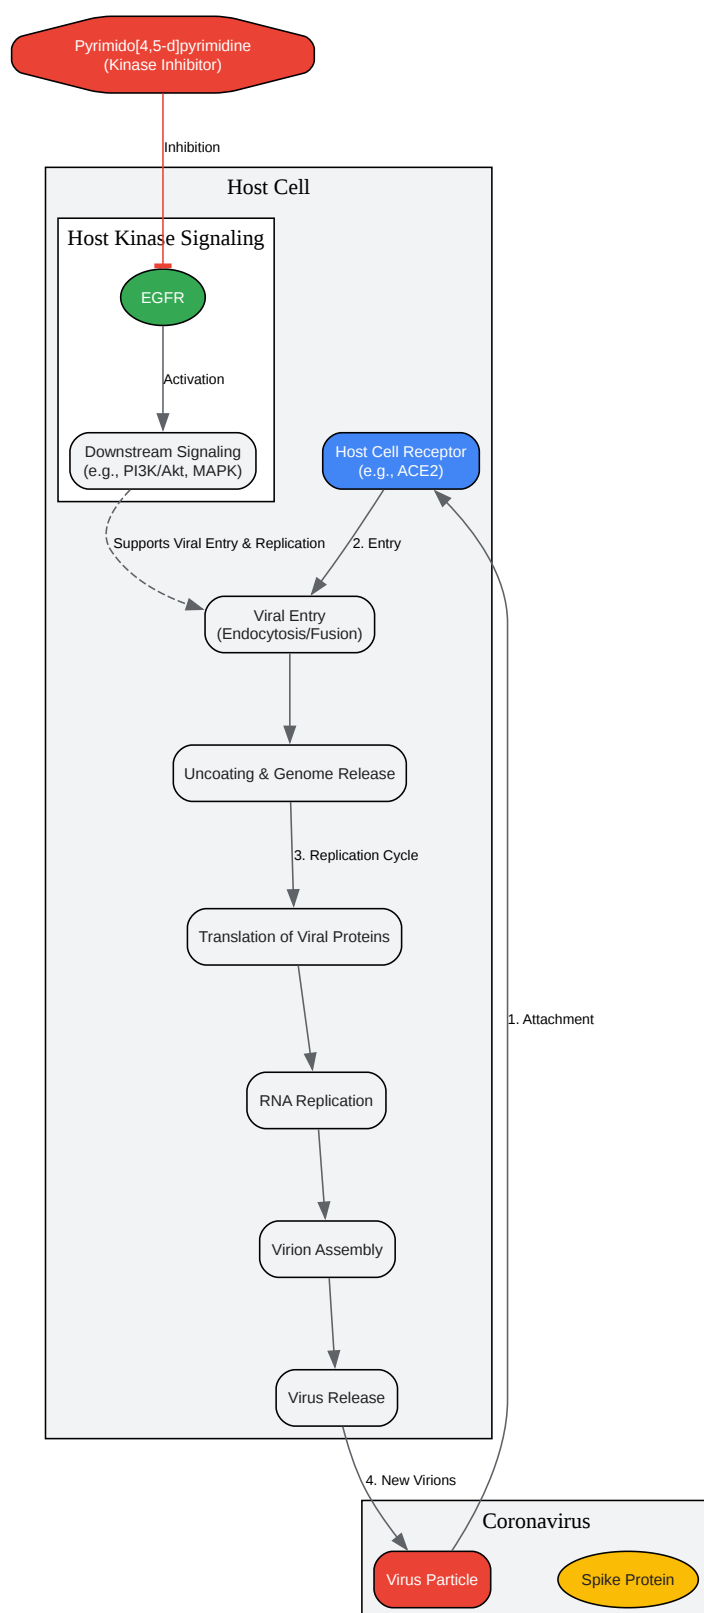 Pyrimido[4,5-d]pyrimidine
(Kinase Inhibitor)
Inhibition
Host Cell
Host Kinase Signaling
EGFR
Activation
Downstream Signaling
(e.g., PI3K/Akt, MAPK)
Host Cell Receptor
(e.g., ACE2)
Supports Viral Entry & Replication
2. Entry
Viral Entry
(Endocytosis/Fusion)
Uncoating & Genome Release
3. Replication Cycle
Translation of Viral Proteins
1. Attachment
RNA Replication
Virion Assembly
Virus Release
4. New Virions
Coronavirus
Virus Particle
Spike Protein